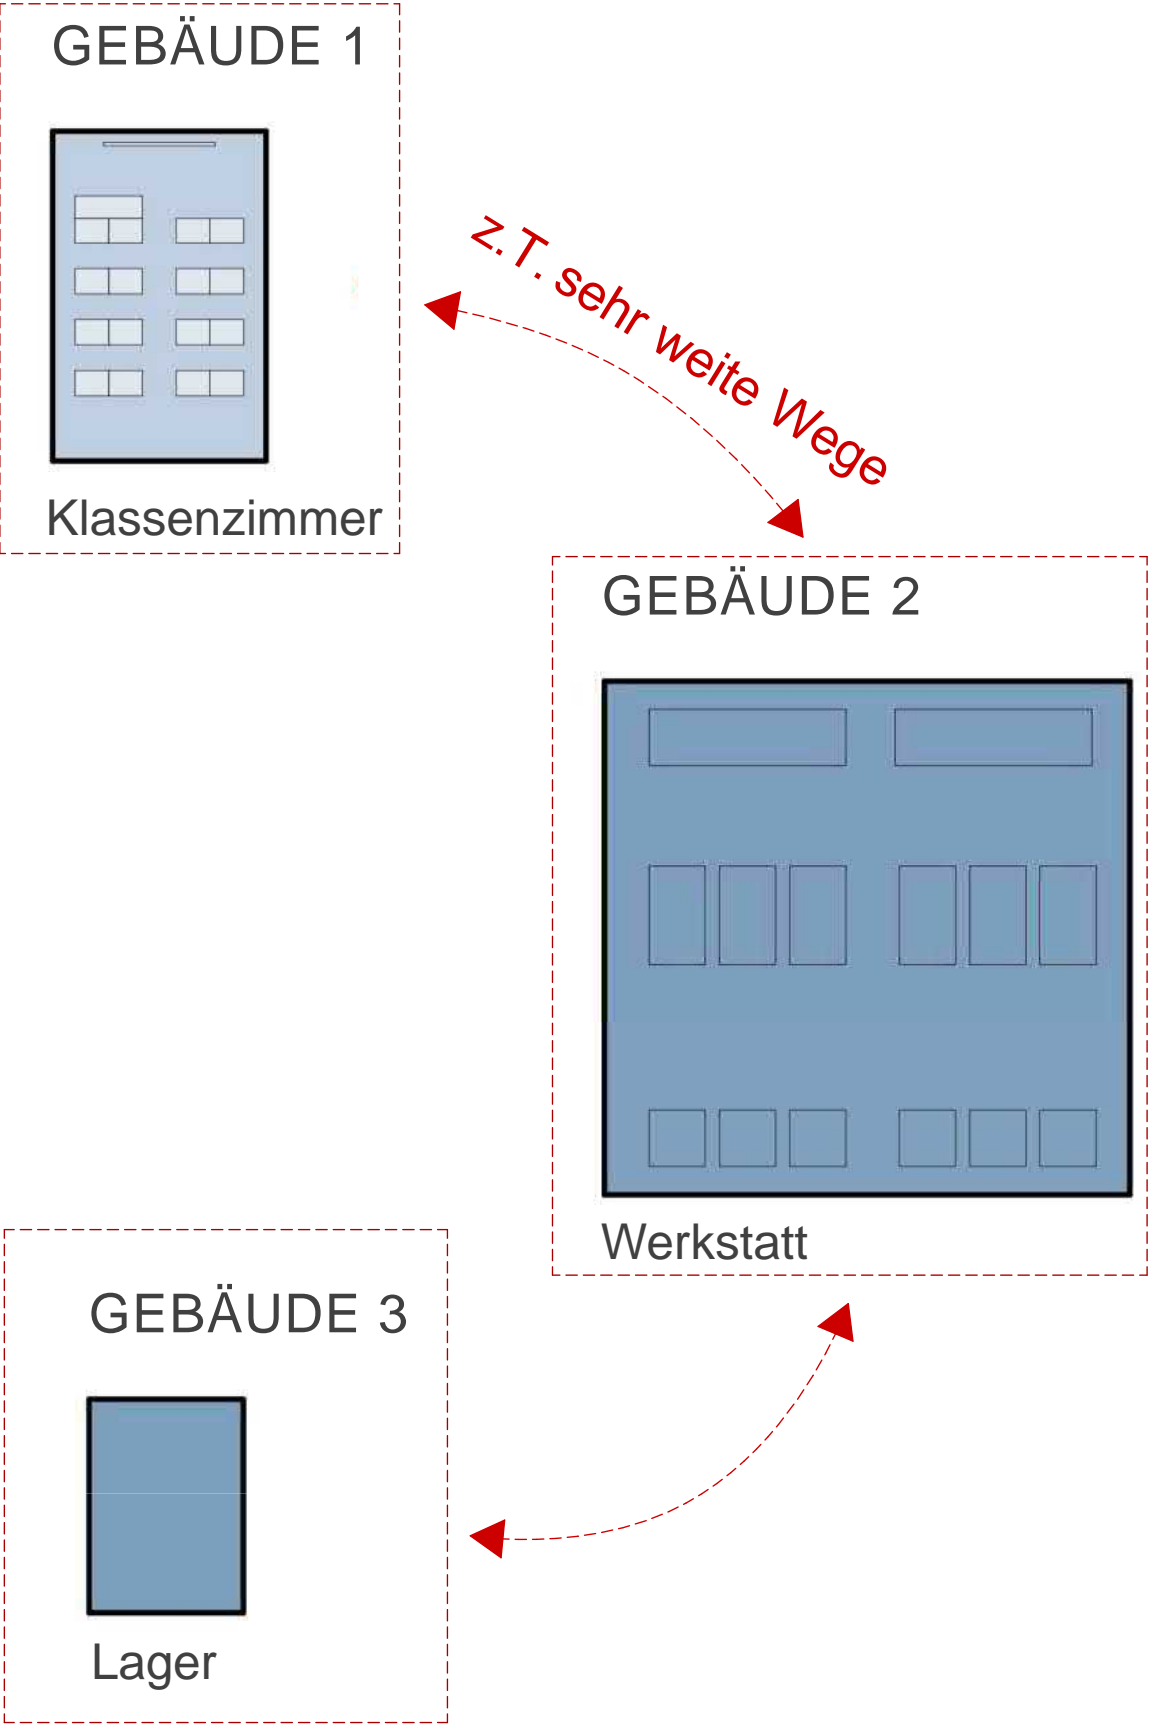 GEBÄUDE 1
Klassenzimmer
z.T. sehr weite Wege
GEBÄUDE 2
Werkstatt
GEBÄUDE 3
Lager